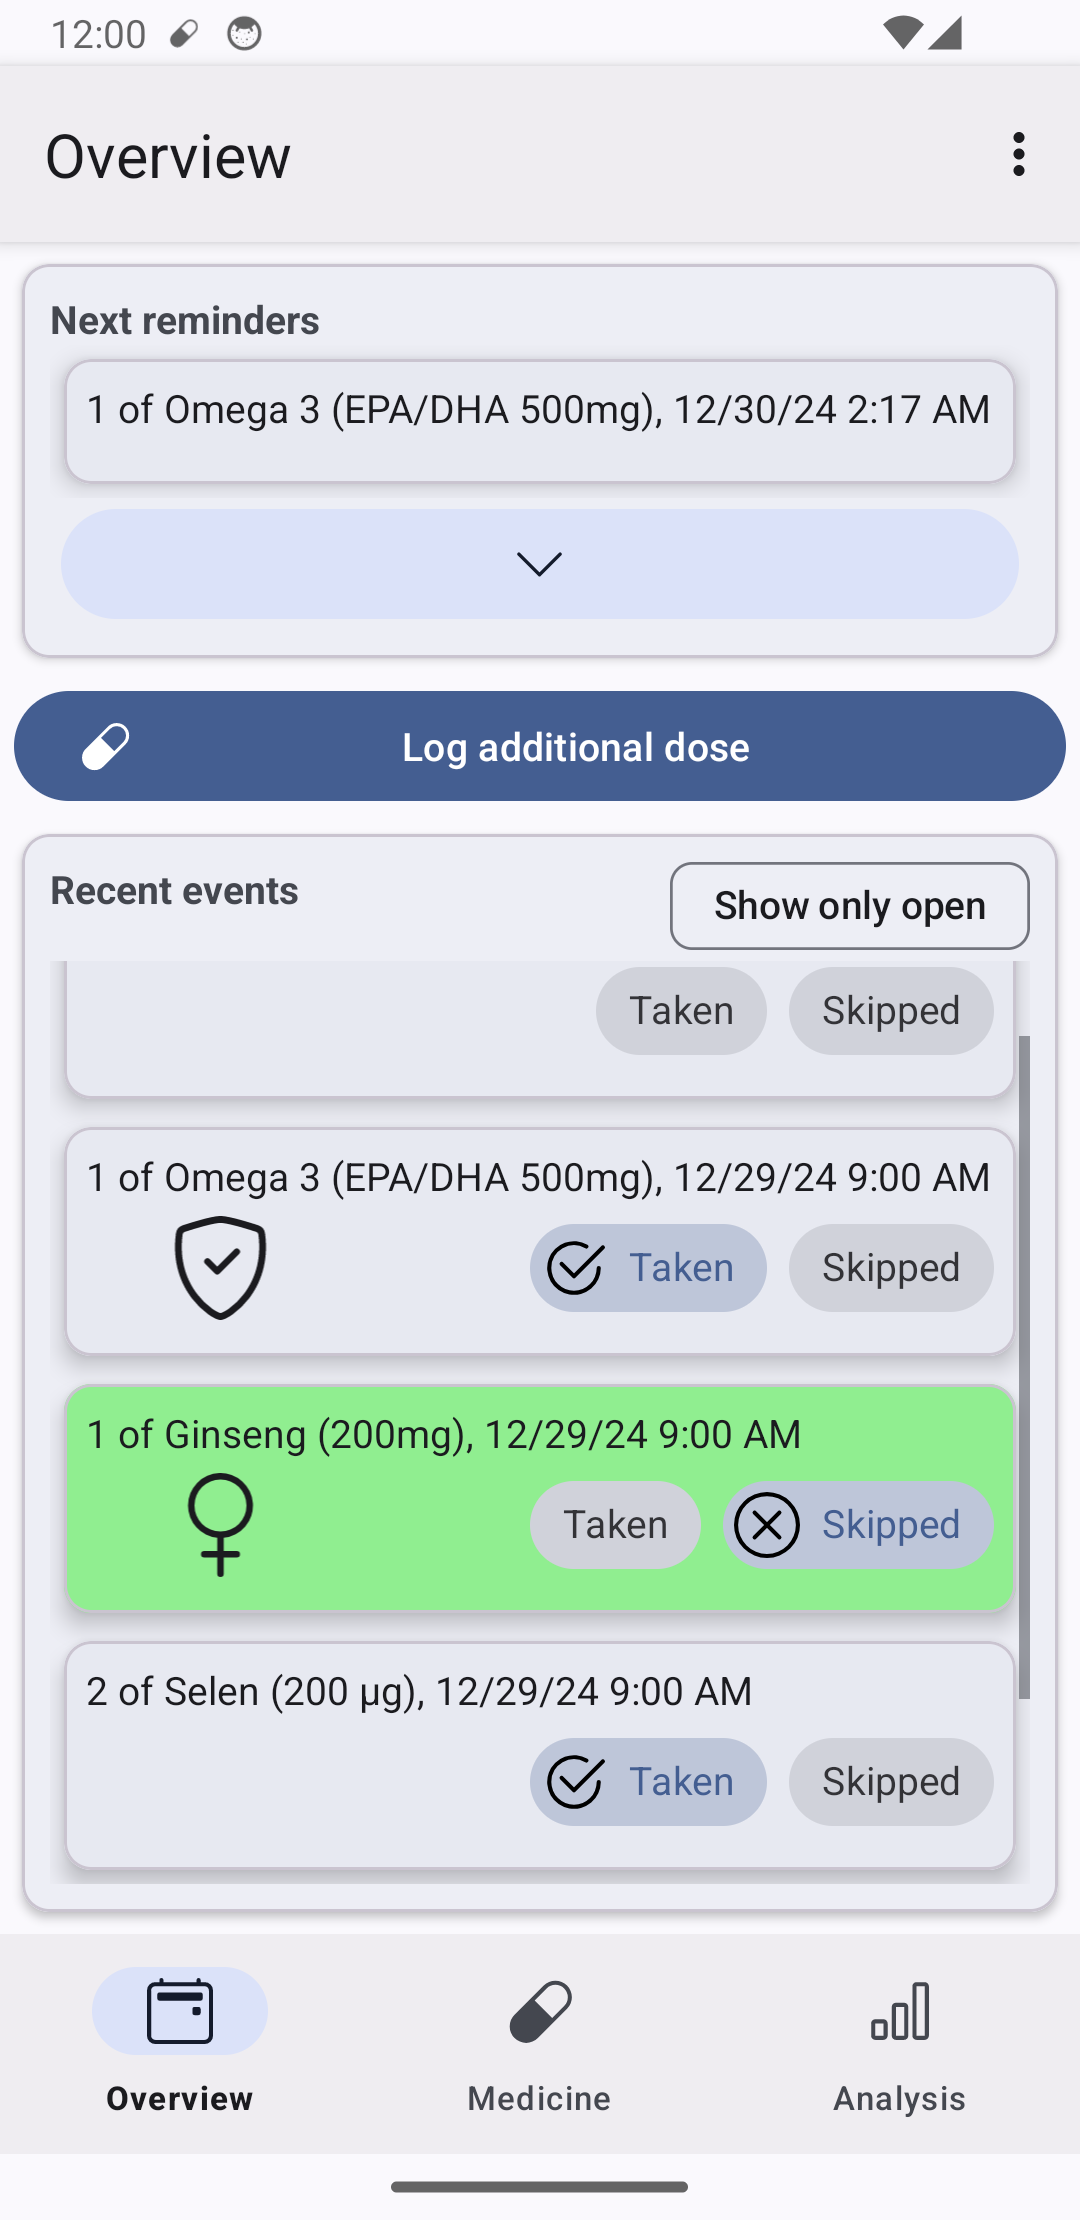 12:00
Overview
Next reminders
1 of Omega 3 (EPA/DHA 500mg), 12/30/24 2:17 AM
Log additional dose
Recent events
Show only open
Taken
Skipped
1 of Omega 3 (EPA/DHA 500mg), 12/29/24 9:00 AM
Taken
Skipped
1 of Ginseng (200mg), 12/29/24 9:00 AM
Taken
Skipped
2 of Selen (200 µg), 12/29/24 9:00 AM
Taken
Skipped
Overview
Medicine
Analysis